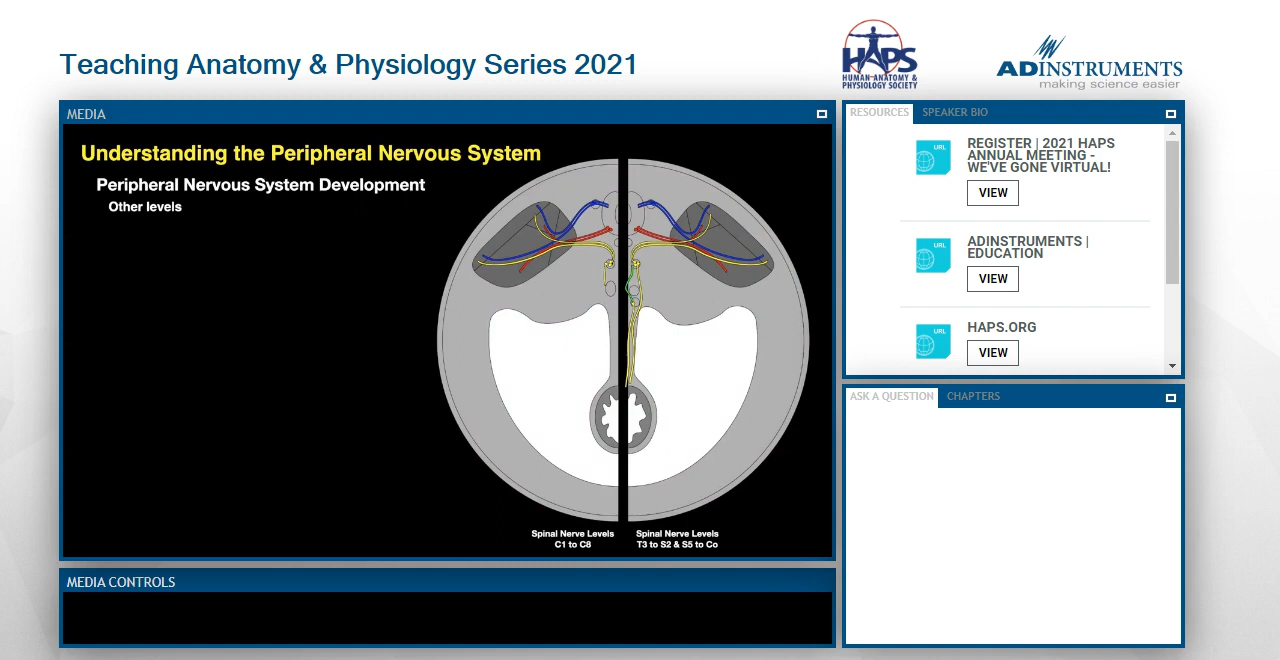 Teaching Anatomy & Physiology Series 2021
HAPS
HUMAN ANATOMY &
PHYSIOLOGY SOCIETY
ADINSTRUMENTS
making science easier
MEDIA
Understanding the Peripheral Nervous System
Peripheral Nervous System Development
Other levels
Spinal Nerve Levels
C1 to C8
Spinal Nerve Levels
T3 to S2 & S5 to Co
MEDIA CONTROLS
RESOURCES SPEAKER BIO
URL
REGISTER | 2021 HAPS
ANNUAL MEETING -
WE'VE GONE VIRTUAL!
VIEW
URL
ADINSTRUMENTS |
EDUCATION
VIEW
URL
HAPS.ORG
VIEW
ASK A QUESTION CHAPTERS